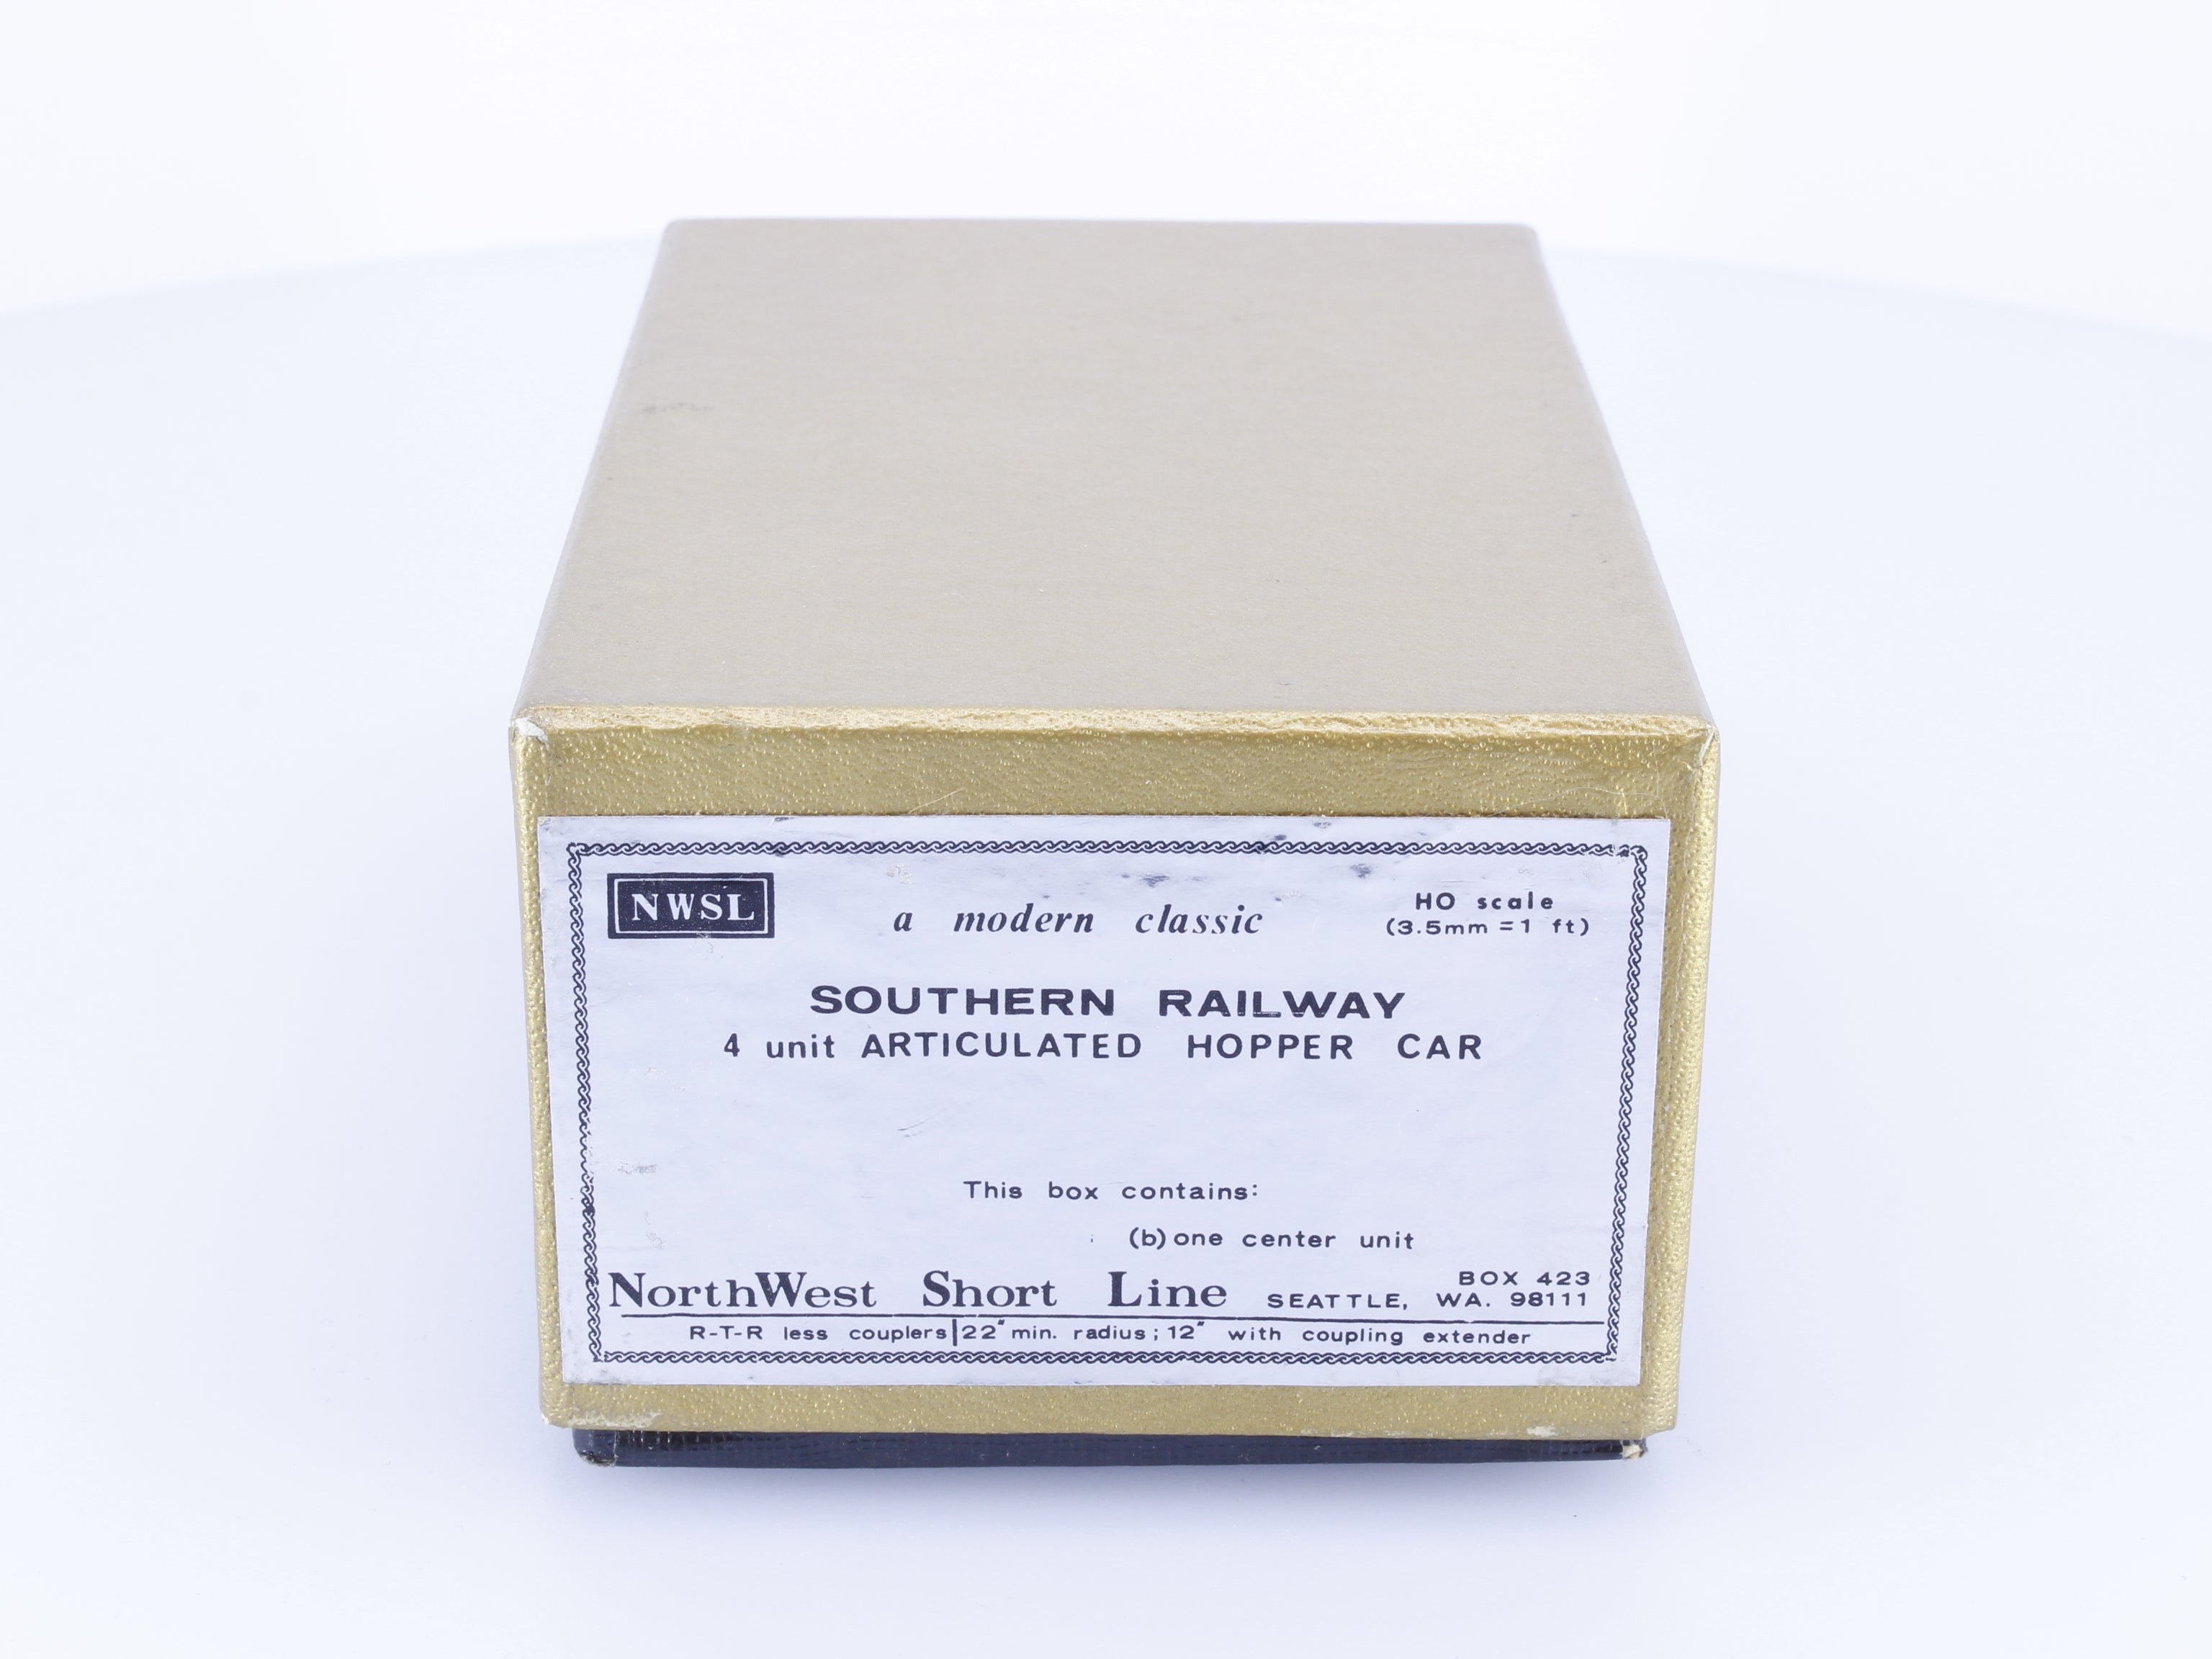 NWSL
a modern classic
HO scale
(3.5mm = 1 ft)
SOUTHERN RAILWAY
4 unit ARTICULATED HOPPER CAR
This box contains:
(b) one center unit
NorthWest Short Line SEATTLE, WA. 98111
BOX 423
R-T-R less couplers | 22" min. radius; 12" with coupling extender